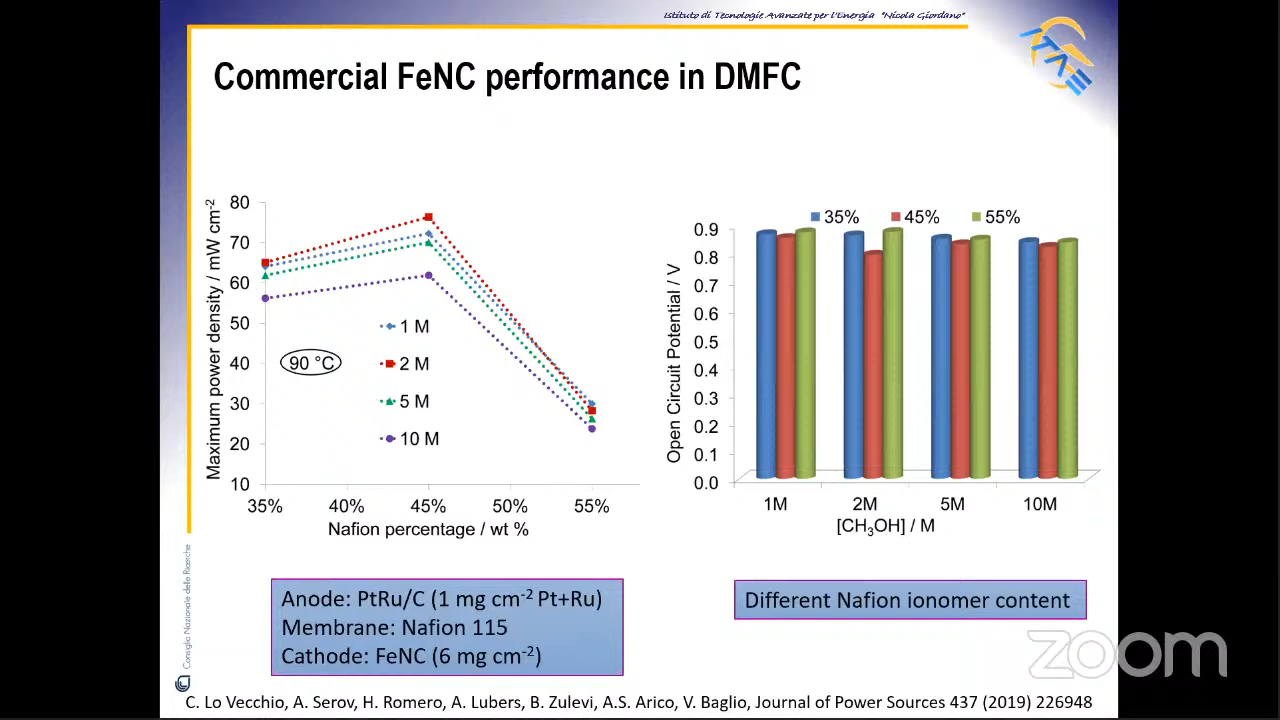 Istituto di Tecnologie Avanzate per l'Energia "Nicola Giordano"
ITAE
Commercial FeNC performance in DMFC
Maximum power density / mW cm-2
80
70
60
50
40
30
20
10
90 °C
1 M
2 M
5 M
10 M
35%
40%
45%
50%
55%
Nafion percentage / wt %
35% 45% 55%
Open Circuit Potential / V
0.9
0.8
0.7
0.6
0.5
0.4
0.3
0.2
0.1
0.0
1M
2M
5M
10M
[CH3OH] / M
Anode: PtRu/C (1 mg cm-2 Pt+Ru)
Membrane: Nafion 115
Cathode: FeNC (6 mg cm-2)
Different Nafion ionomer content
Consiglio Nazionale delle Ricerche
zoom
C. Lo Vecchio, A. Serov, H. Romero, A. Lubers, B. Zulevi, A.S. Arico, V. Baglio, Journal of Power Sources 437 (2019) 226948